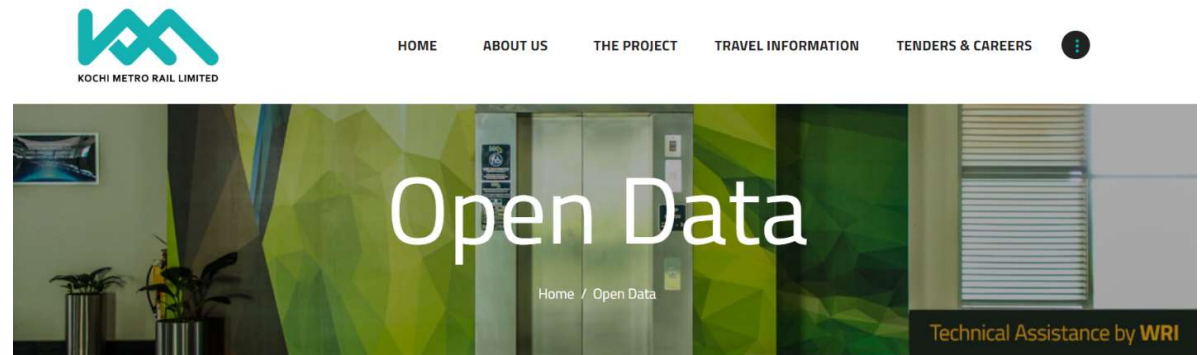 KOCHI METRO RAIL LIMITED
HOME ABOUT US THE PROJECT TRAVEL INFORMATION TENDERS & CAREERS
Open Data
Home / Open Data
Technical Assistance by WRI